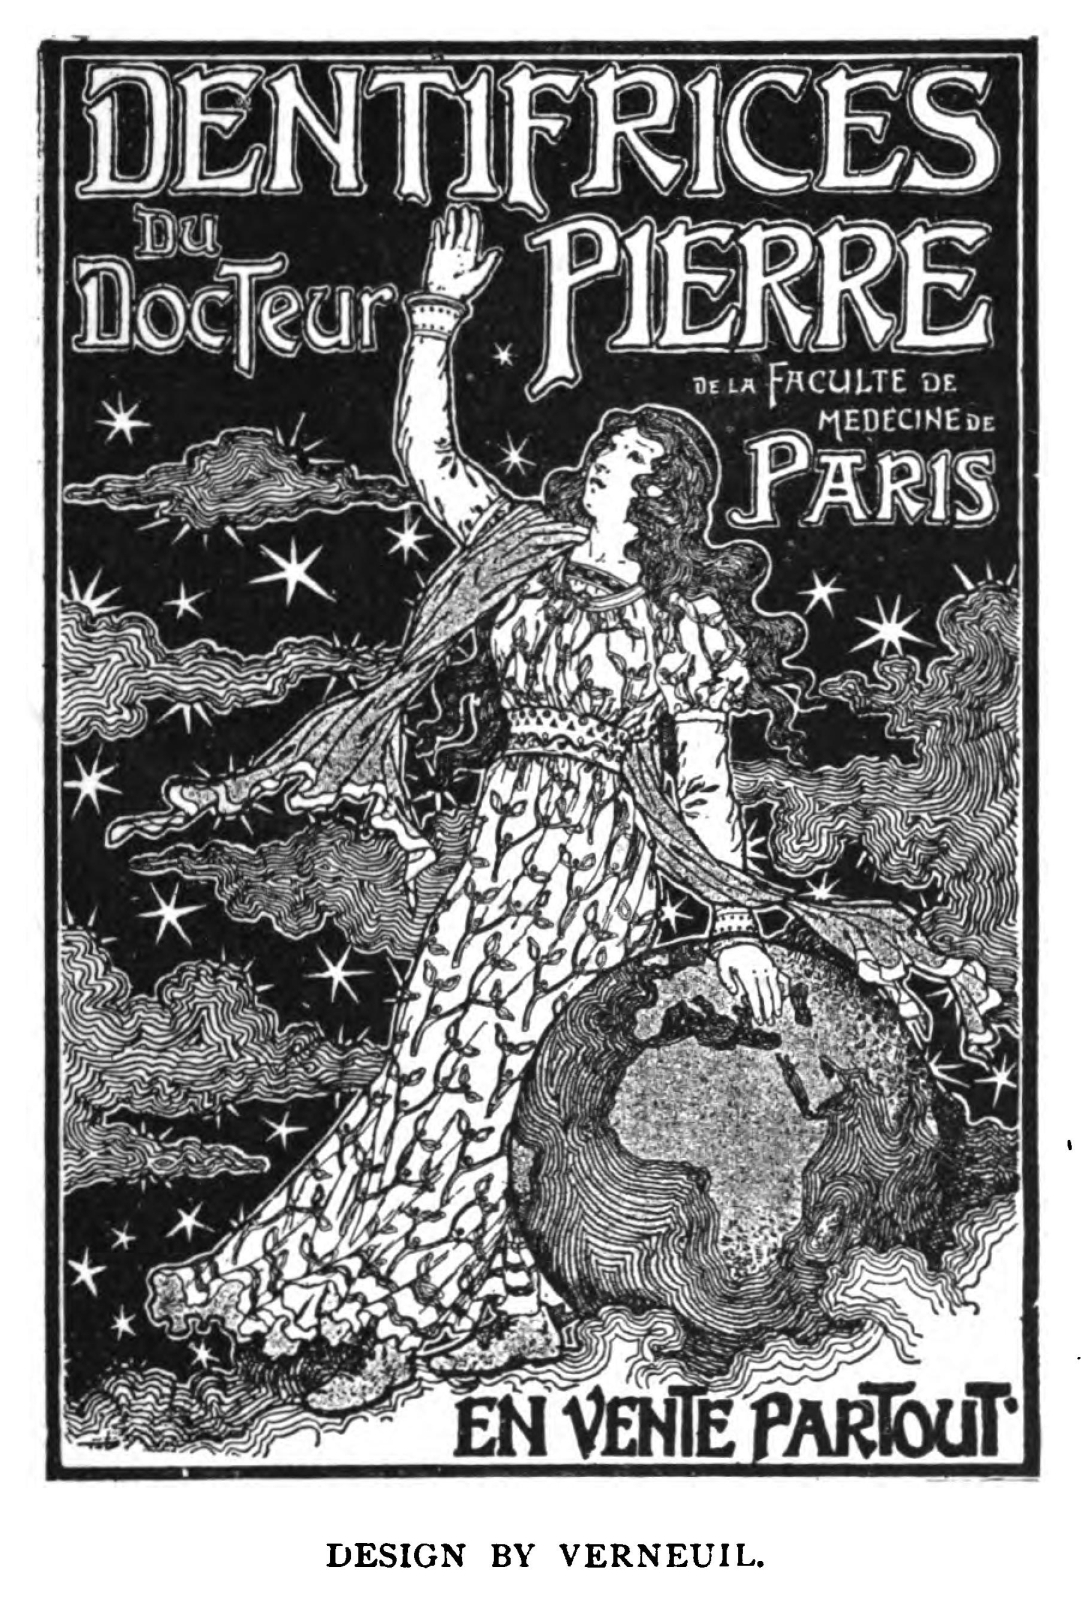 DENTIFRICES
DU
DOCTEUR
PIERRE
DE LA FACULTE DE
MEDECINE DE
PARIS
EN VENTE PARTOUT
DESIGN BY VERNEUIL.